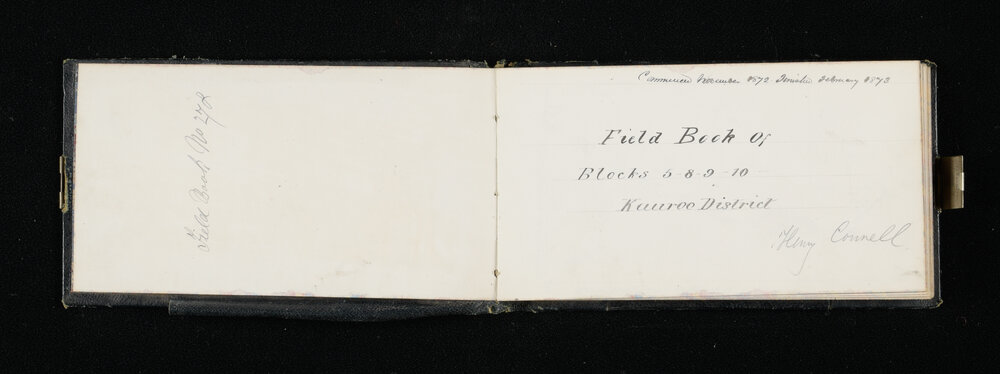 Field Book No 278
Commenced November 1872 Finished February 1873
Field Book Of
Blocks 5-8-9-10
Kauroo District
Henry Connell